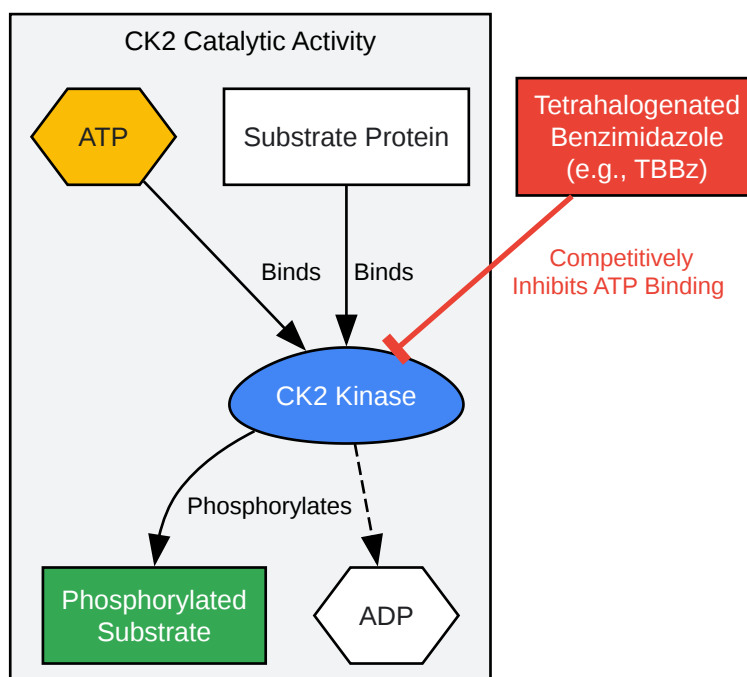 CK2 Catalytic Activity
ATP
Substrate Protein
Tetrahalogenated
Benzimidazole
(e.g., TBBz)
Binds
Binds
Competitively
Inhibits ATP Binding
CK2 Kinase
Phosphorylates
Phosphorylated
Substrate
ADP